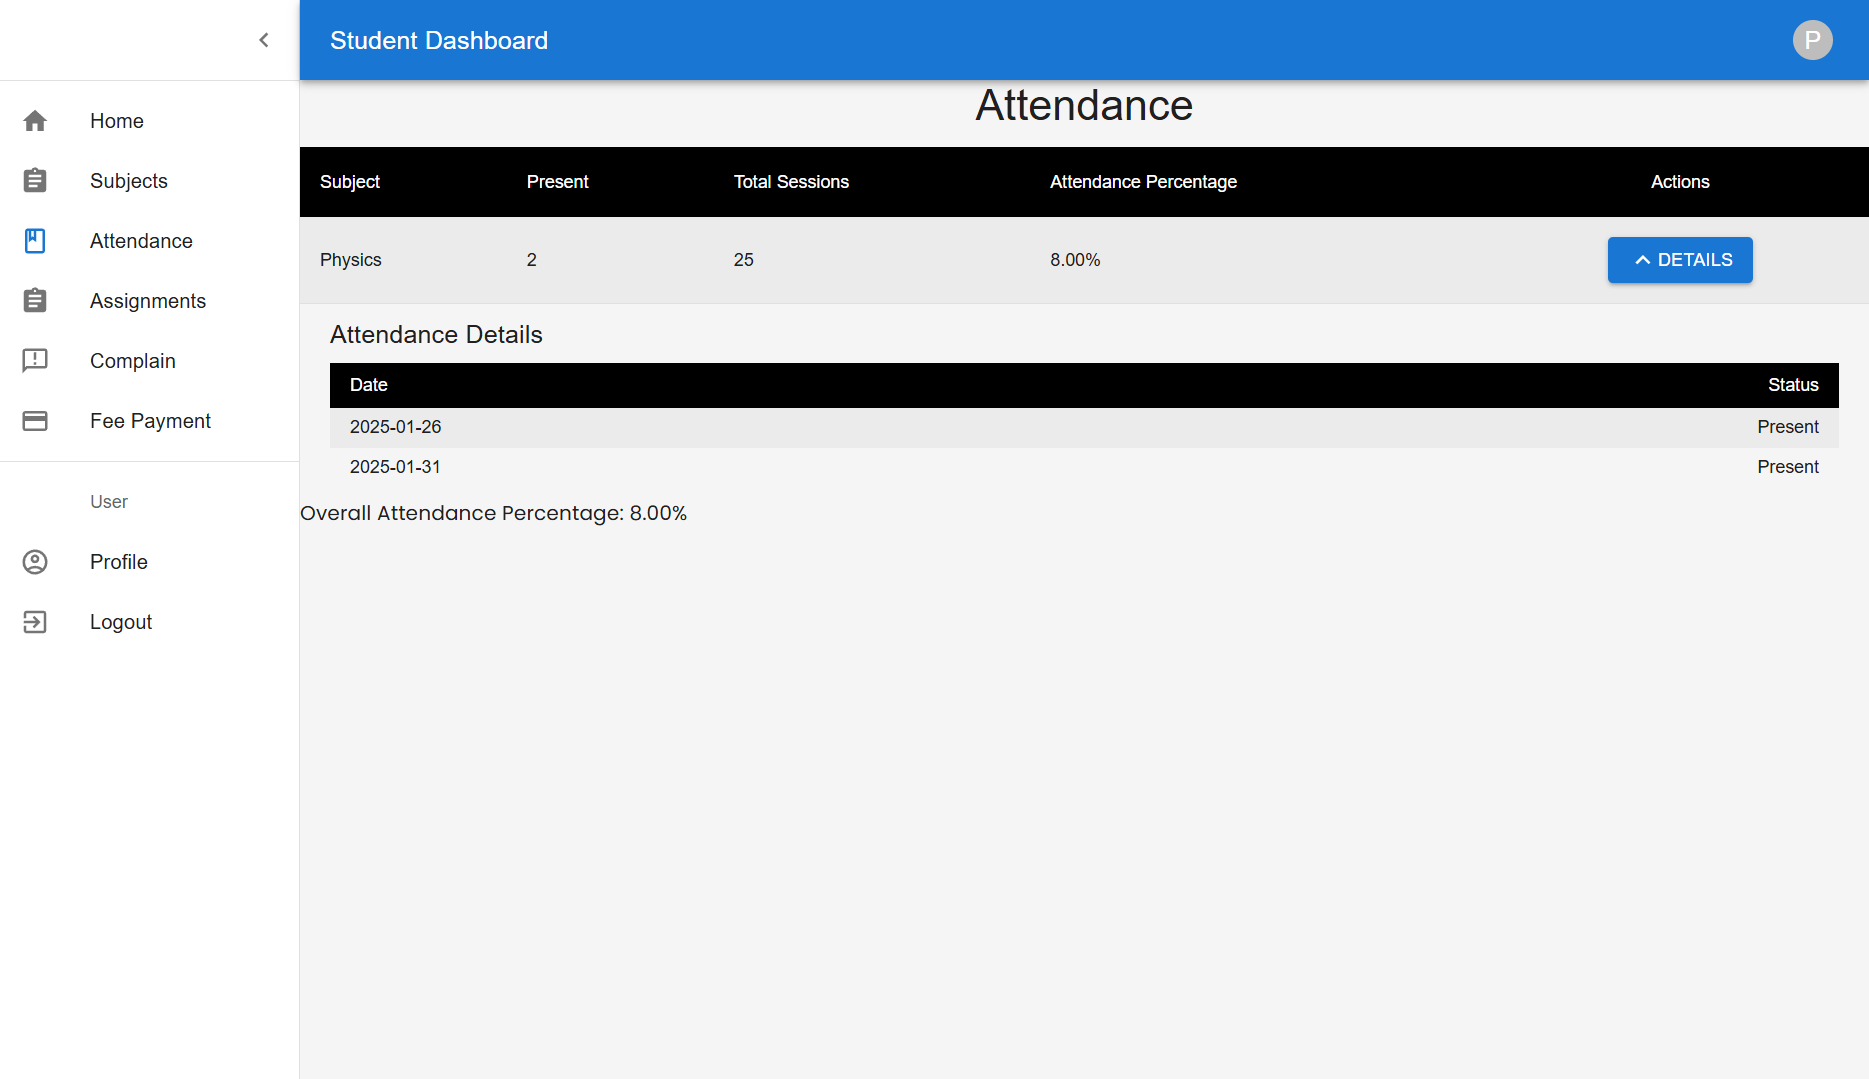 Student Dashboard
P
Home
Subjects
Attendance
Assignments
Complain
Fee Payment
User
Profile
Logout
Attendance
Subject Present Total Sessions Attendance Percentage Actions
Physics 2 25 8.00% DETAILS
Attendance Details
Date Status
2025-01-26 Present
2025-01-31 Present
Overall Attendance Percentage: 8.00%